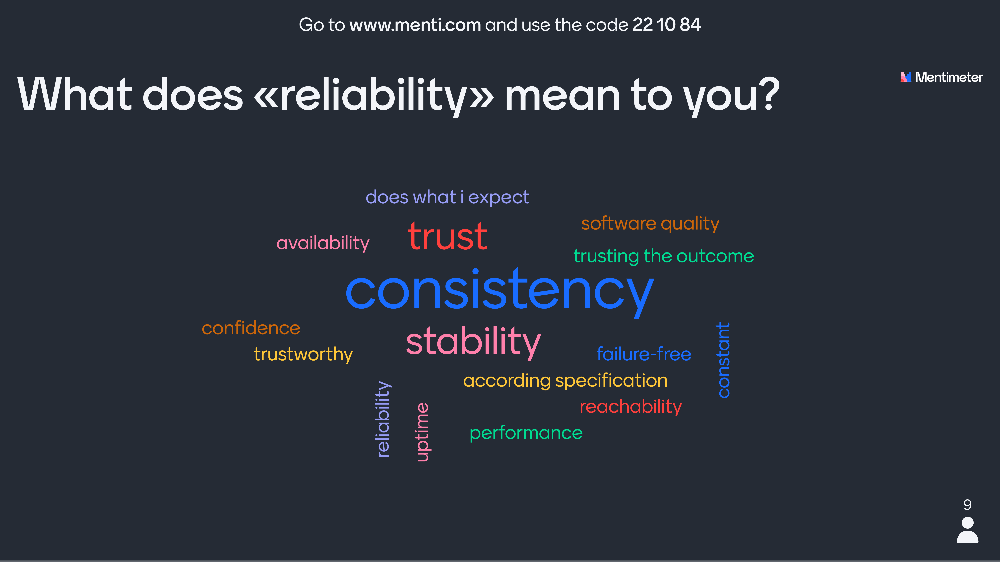 Go to www.menti.com and use the code 22 10 84
What does «reliability» mean to you?
Mentimeter
does what i expect
software quality
trust
availability
trusting the outcome
consistency
confidence
stability
constant
trustworthy
failure-free
according specification
reliability
reachability
uptime
performance
9